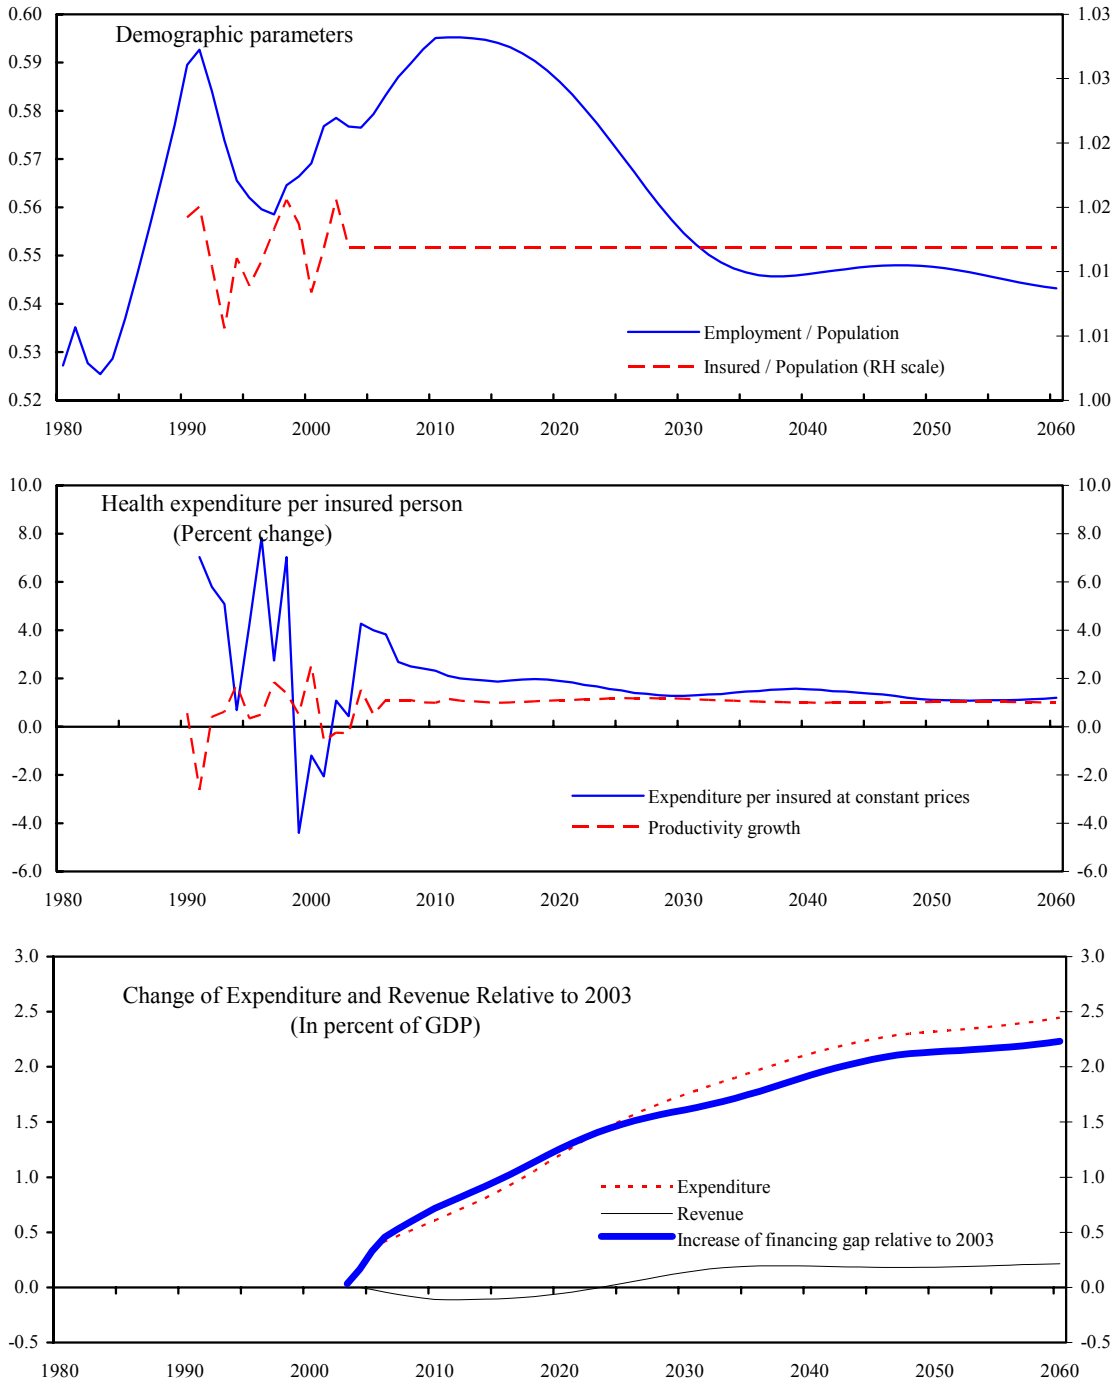 Demographic parameters
0.60 1.03
0.59 1.03
0.58 1.02
0.57
0.56 1.02
0.55 1.01
0.54 1.01
0.53
0.52 1.00
Employment / Population
Insured / Population (RH scale)
1980 1990 2000 2010 2020 2030 2040 2050 2060
Health expenditure per insured person
(Percent change)
10.0 10.0
8.0 8.0
6.0 6.0
4.0 4.0
2.0 2.0
0.0 0.0
-2.0 -2.0
-4.0 -4.0
-6.0 -6.0
Expenditure per insured at constant prices
Productivity growth
1980 1990 2000 2010 2020 2030 2040 2050 2060
Change of Expenditure and Revenue Relative to 2003
(In percent of GDP)
3.0 3.0
2.5 2.5
2.0 2.0
1.5 1.5
1.0 1.0
0.5 0.5
0.0 0.0
-0.5 -0.5
Expenditure
Revenue
Increase of financing gap relative to 2003
1980 1990 2000 2010 2020 2030 2040 2050 2060